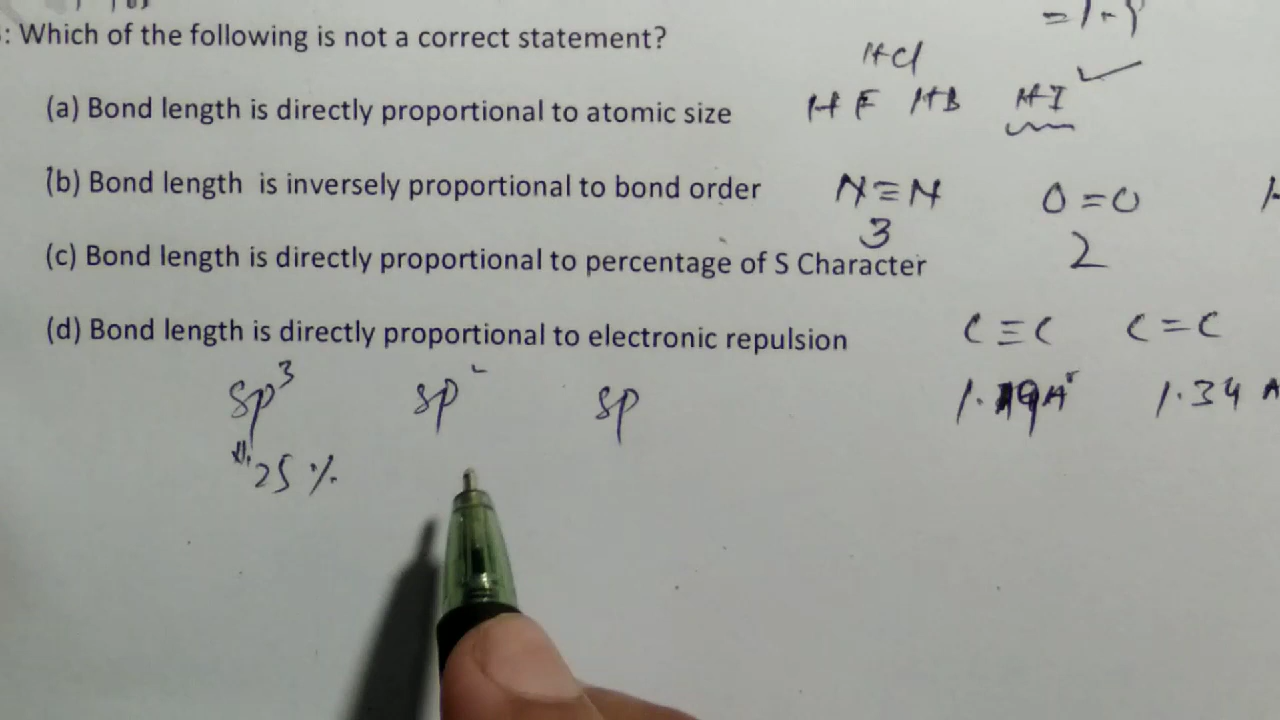 : Which of the following is not a correct statement?
HCl
(a) Bond length is directly proportional to atomic size HF HB HI
(b) Bond length is inversely proportional to bond order N≡N O=O
3 2
(c) Bond length is directly proportional to percentage of S Character
(d) Bond length is directly proportional to electronic repulsion C≡C C=C
sp³ sp² sp 1.34 A
25 %